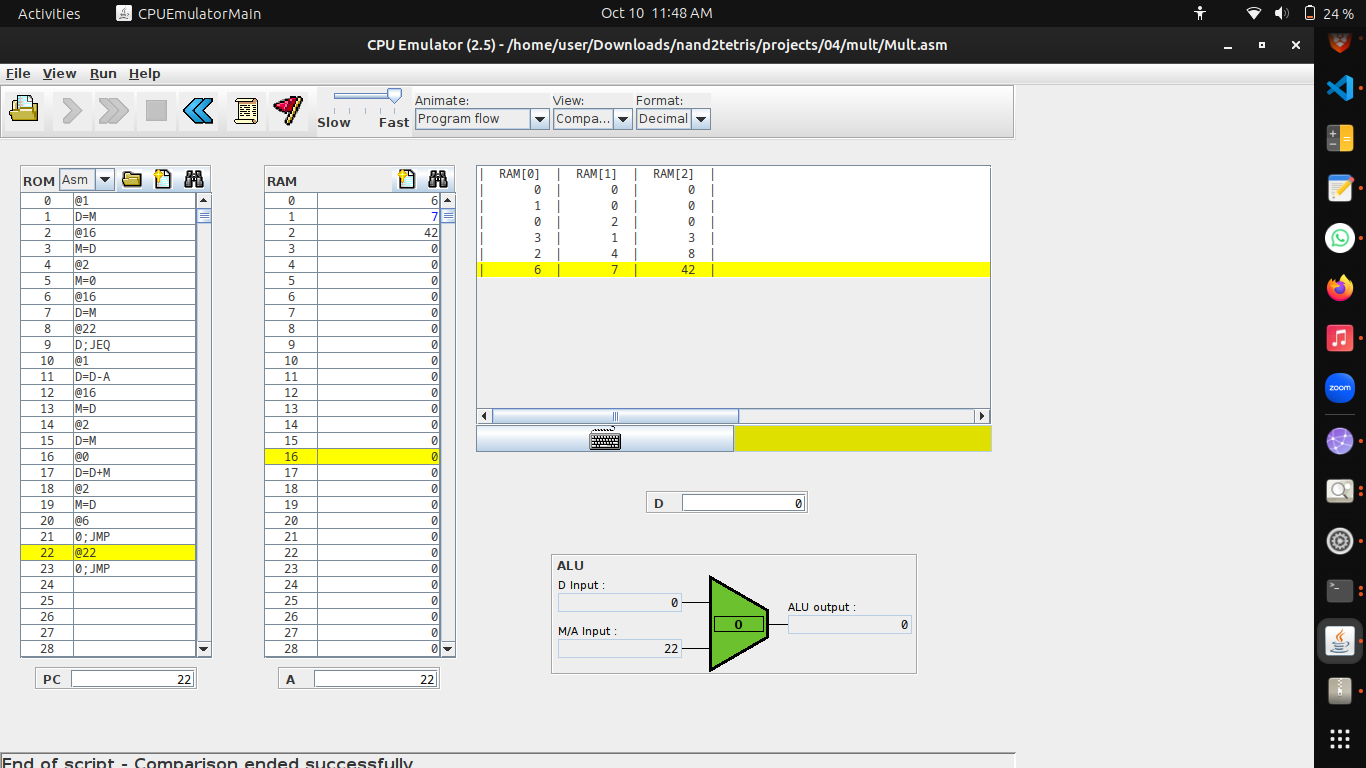 Activities CPUEmulatorMain Oct 10 11:48 AM 24 %
CPU Emulator (2.5) - /home/user/Downloads/nand2tetris/projects/04/mult/Mult.asm
File View Run Help
Slow Fast
Animate: View: Format:
Program flow Compa... Decimal
ROM Asm
0 @1
1 D=M
2 @16
3 M=D
4 @2
5 M=0
6 @16
7 D=M
8 @22
9 D;JEQ
10 @1
11 D=D-A
12 @16
13 M=D
14 @2
15 D=M
16 @0
17 D=D+M
18 @2
19 M=D
20 @6
21 0;JMP
22 @22
23 0;JMP
24
25
26
27
28
PC 22
RAM
0 6
1 7
2 42
3 0
4 0
5 0
6 0
7 0
8 0
9 0
10 0
11 0
12 0
13 0
14 0
15 0
16 0
17 0
18 0
19 0
20 0
21 0
22 0
23 0
24 0
25 0
26 0
27 0
28 0
A 22
| RAM[0] | RAM[1] | RAM[2] |
| 0 | 0 | 0 |
| 1 | 0 | 0 |
| 0 | 2 | 0 |
| 3 | 1 | 3 |
| 2 | 4 | 8 |
| 6 | 7 | 42 |
D 0
ALU
D Input :
0
M/A Input :
22
0
ALU output :
0
zoom
End of script - Comparison ended successfully